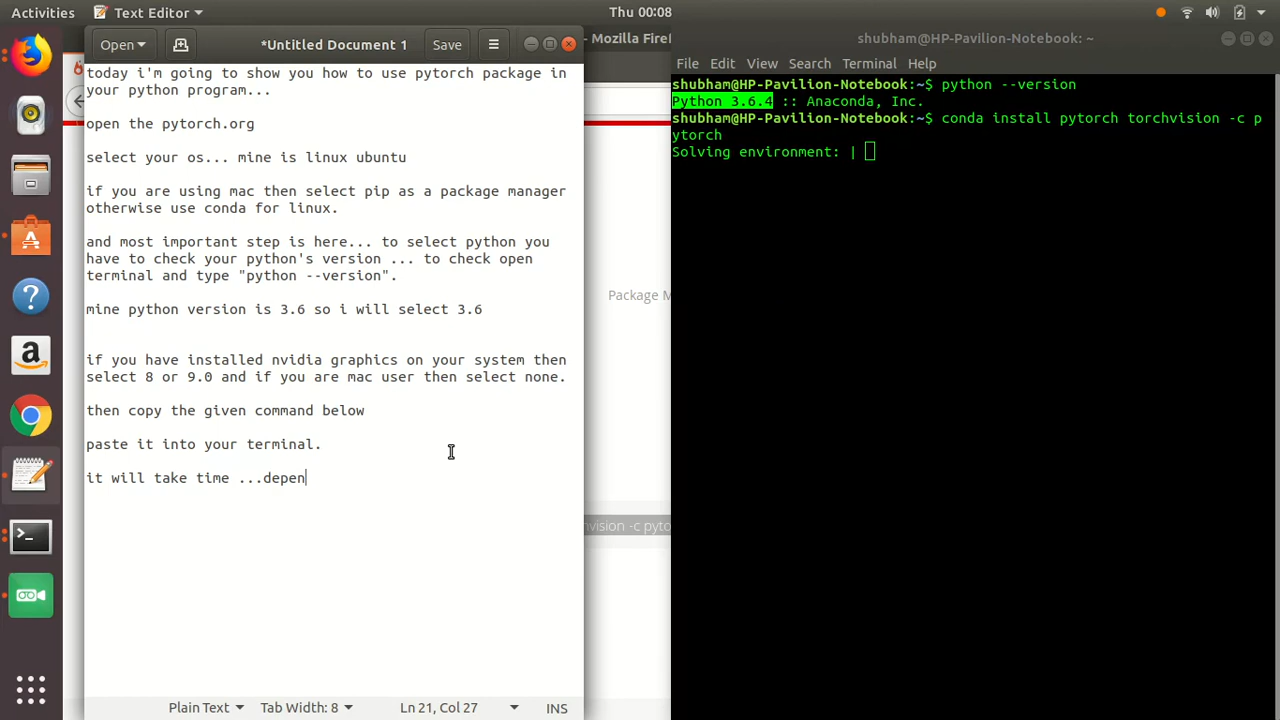 Activities
Text Editor
Thu 00:08
Open
*Untitled Document 1
Save
- Mozilla Firef
shubham@HP-Pavilion-Notebook: ~
File Edit View Search Terminal Help
today i'm going to show you how to use pytorch package in
your python program...
open the pytorch.org
select your os... mine is linux ubuntu
if you are using mac then select pip as a package manager
otherwise use conda for linux.
and most important step is here... to select python you
have to check your python's version ... to check open
terminal and type "python --version".
mine python version is 3.6 so i will select 3.6
if you have installed nvidia graphics on your system then
select 8 or 9.0 and if you are mac user then select none.
then copy the given command below
paste it into your terminal.
it will take time ...depen
Plain Text
Tab Width: 8
Ln 21, Col 27
INS
Package M
vision -c pyto
shubham@HP-Pavilion-Notebook:~$ python --version
Python 3.6.4 :: Anaconda, Inc.
shubham@HP-Pavilion-Notebook:~$ conda install pytorch torchvision -c p
ytorch
Solving environment: |